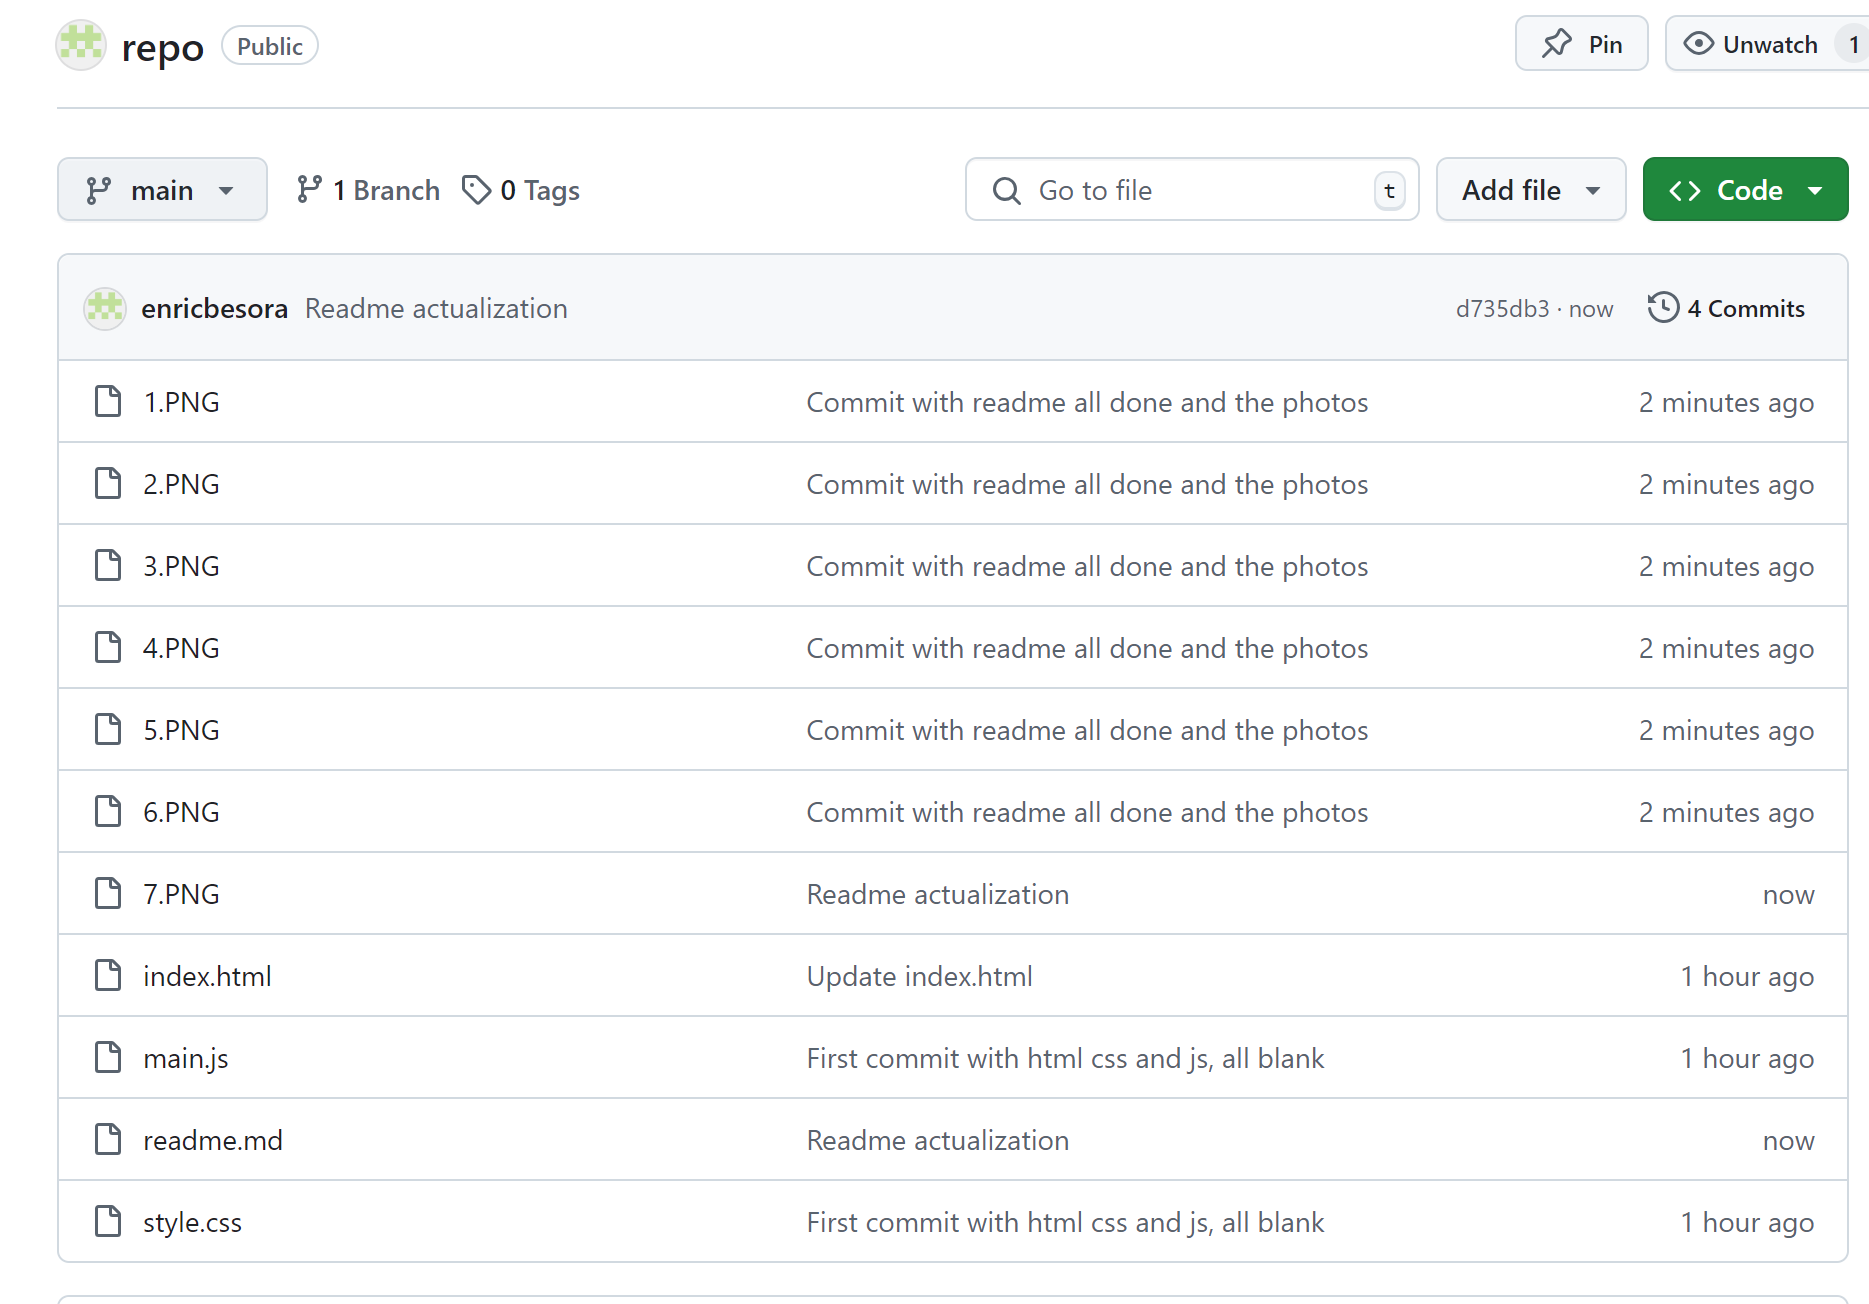 repo Public Pin Unwatch 1
main 1 Branch 0 Tags Go to file t Add file Code
enricbesora Readme actualization d735db3 · now 4 Commits
1.PNG Commit with readme all done and the photos 2 minutes ago
2.PNG Commit with readme all done and the photos 2 minutes ago
3.PNG Commit with readme all done and the photos 2 minutes ago
4.PNG Commit with readme all done and the photos 2 minutes ago
5.PNG Commit with readme all done and the photos 2 minutes ago
6.PNG Commit with readme all done and the photos 2 minutes ago
7.PNG Readme actualization now
index.html Update index.html 1 hour ago
main.js First commit with html css and js, all blank 1 hour ago
readme.md Readme actualization now
style.css First commit with html css and js, all blank 1 hour ago